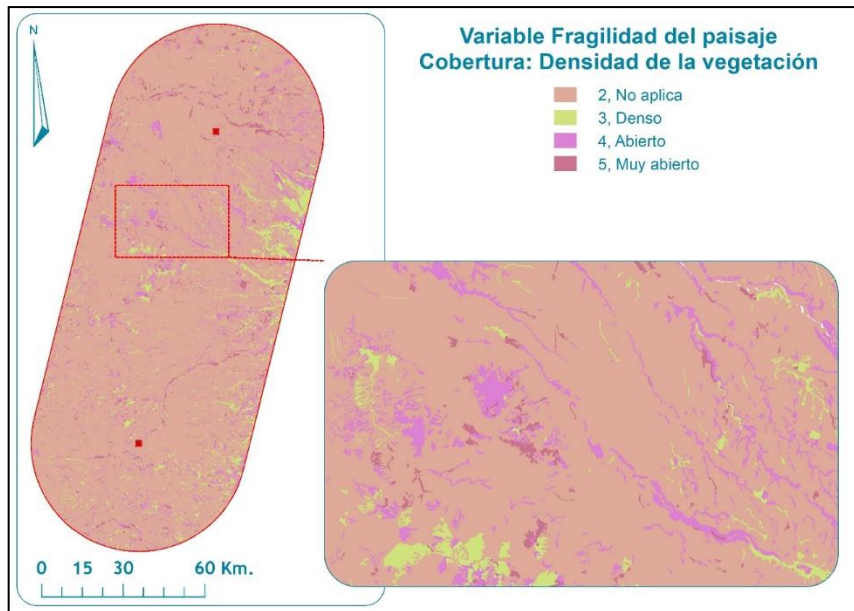 N
Variable Fragilidad del paisaje
Cobertura: Densidad de la vegetación
2, No aplica
3, Denso
4, Abierto
5, Muy abierto
0 15 30 60 Km.